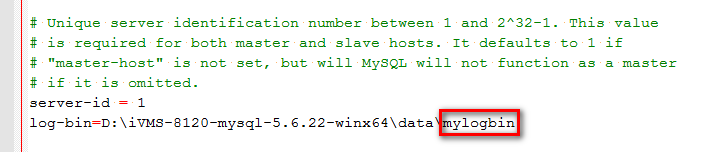 # Unique server identification number between 1 and 2^32-1. This value
# is required for both master and slave hosts. It defaults to 1 if
# "master-host" is not set, but will MySQL will not function as a master
# if it is omitted.
server-id = 1
log-bin=D:\iVMS-8120-mysql-5.6.22-winx64\data\mylogbin